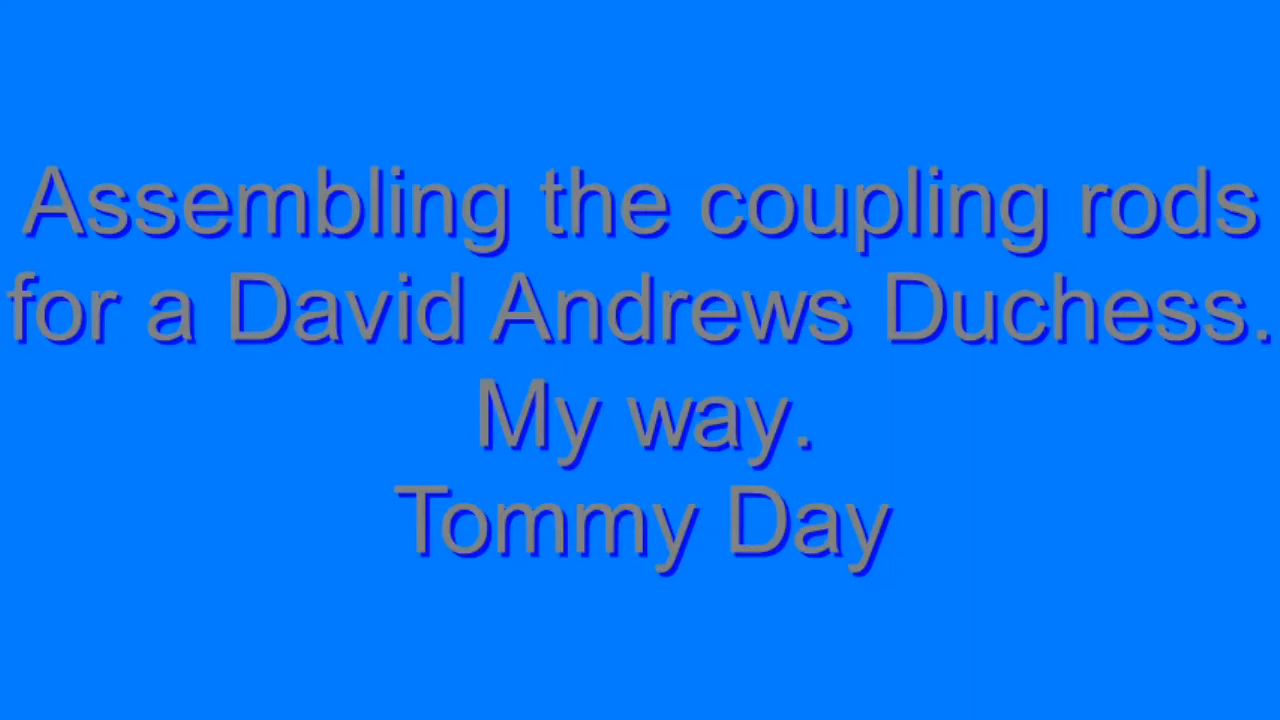 Assembling the coupling rods
for a David Andrews Duchess.
My way.
Tommy Day